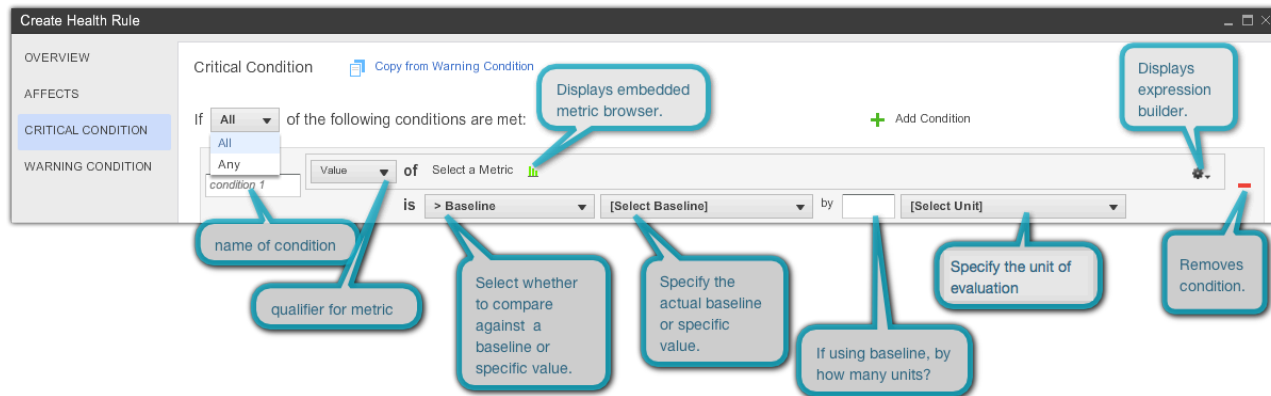 Create Health Rule
OVERVIEW
AFFECTS
CRITICAL CONDITION
WARNING CONDITION
Critical Condition
Copy from Warning Condition
If All of the following conditions are met:
Add Condition
All
Any
condition 1
Value of Select a Metric
is > Baseline [Select Baseline] by [Select Unit]
Displays embedded
metric browser.
Displays
expression
builder.
name of condition
qualifier for metric
Select whether
to compare
against a
baseline or
specific value.
Specify the
actual baseline
or specific
value.
If using baseline, by
how many units?
Specify the unit of
evaluation
Removes
condition.